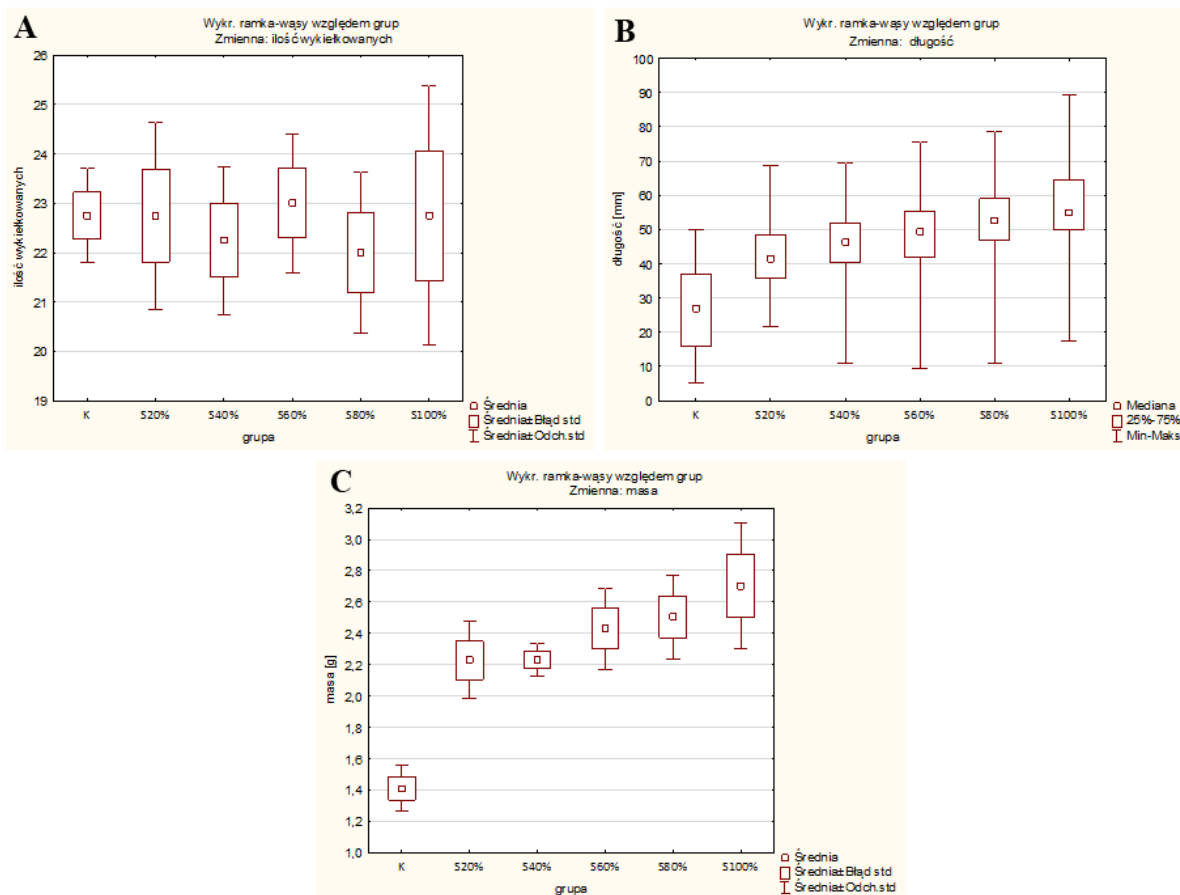 A
Wykr. ramka-wąsy względem grup
Zmienna: ilość wykiełkowanych
26
25
24
23
22
21
20
19
ilość wykiełkowanych
K
S20%
S40%
S60%
S80%
S100%
grupa
Średnia
Średnia±Błąd std
Średnia±Odch.std
B
Wykr. ramka-wąsy względem grup
Zmienna: długość
100
90
80
70
60
50
40
30
20
10
0
długość [mm]
K
S20%
S40%
S60%
S80%
S100%
grupa
Mediana
25%-75%
Min-Maks
C
Wykr. ramka-wąsy względem grup
Zmienna: masa
3,2
3,0
2,8
2,6
2,4
2,2
2,0
1,8
1,6
1,4
1,2
1,0
masa [g]
K
S20%
S40%
S60%
S80%
S100%
grupa
Średnia
Średnia±Błąd std
Średnia±Odch.std